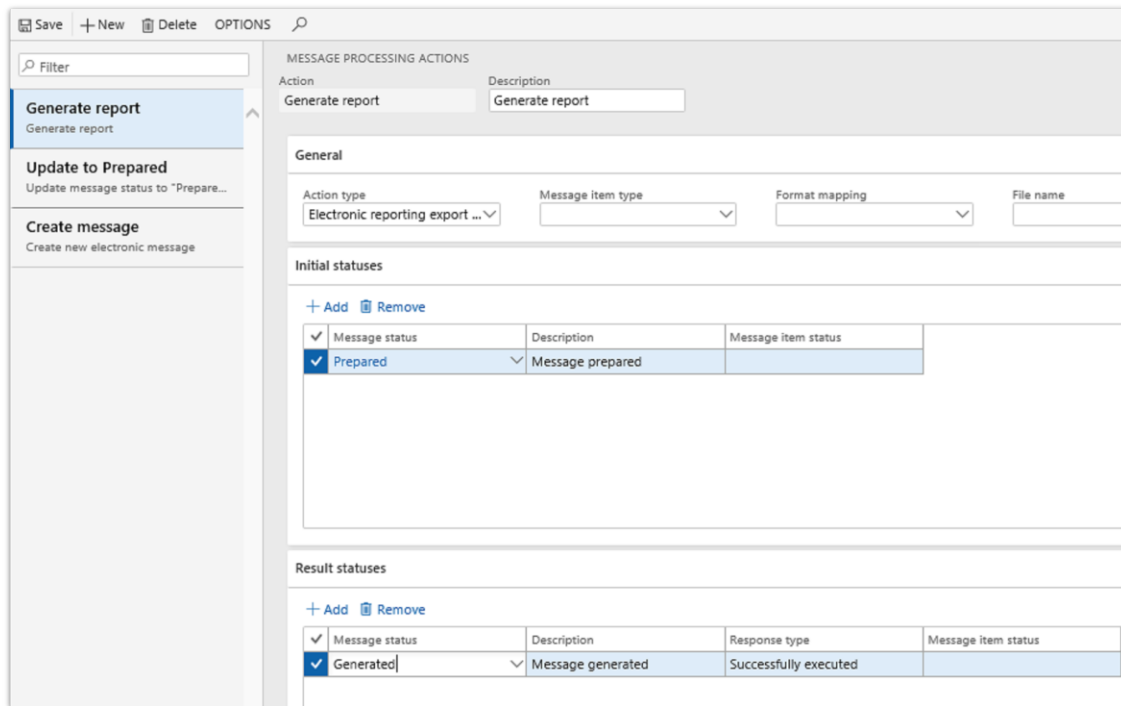 Save New Delete OPTIONS
Filter
Generate report
Generate report
Update to Prepared
Update message status to "Prepare...
Create message
Create new electronic message
MESSAGE PROCESSING ACTIONS
Action Description
Generate report Generate report
General
Action type Message item type Format mapping File name
Electronic reporting export ...
Initial statuses
Add Remove
Message status Description Message item status
Prepared Message prepared
Result statuses
Add Remove
Message status Description Response type Message item status
Generated Message generated Successfully executed